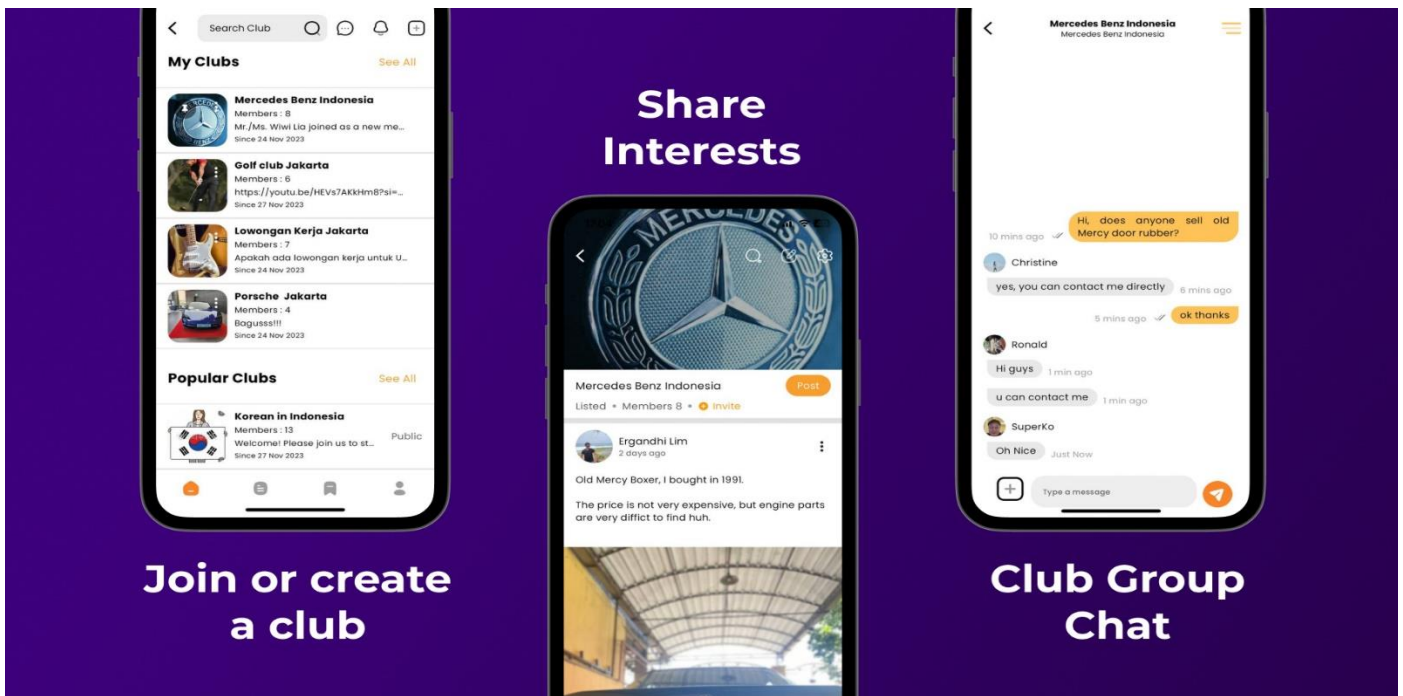 Search Club
My Clubs
See All
Mercedes Benz Indonesia
Members : 8
Mr./Ms. Wiwi Lia joined as a new me...
Since 24 Nov 2023
Golf club Jakarta
Members : 6
https://youtu.be/HEVs7AKkHm8?si=...
Since 27 Nov 2023
Lowongan Kerja Jakarta
Members : 7
Apakah ada lowongan kerja untuk U...
Since 24 Nov 2023
Porsche Jakarta
Members : 4
Bagusss!!!
Since 24 Nov 2023
Popular Clubs
See All
Korean in Indonesia
Members : 13
Welcome! Please join us to st...
Public
Since 27 Nov 2023
Join or create
a club
Share
Interests
MERCEDES
Mercedes Benz Indonesia
Post
Listed • Members 8 • Invite
Ergandhi Lim
2 days ago
Old Mercy Boxer, I bought in 1991.
The price is not very expensive, but engine parts
are very diffict to find huh.
Mercedes Benz Indonesia
Mercedes Benz Indonesia
Hi, does anyone sell old
Mercy door rubber?
10 mins ago
Christine
yes, you can contact me directly
6 mins ago
5 mins ago
ok thanks
Ronald
Hi guys
1 min ago
u can contact me
1 min ago
SuperKo
Oh Nice
Just Now
Type a message
Club Group
Chat